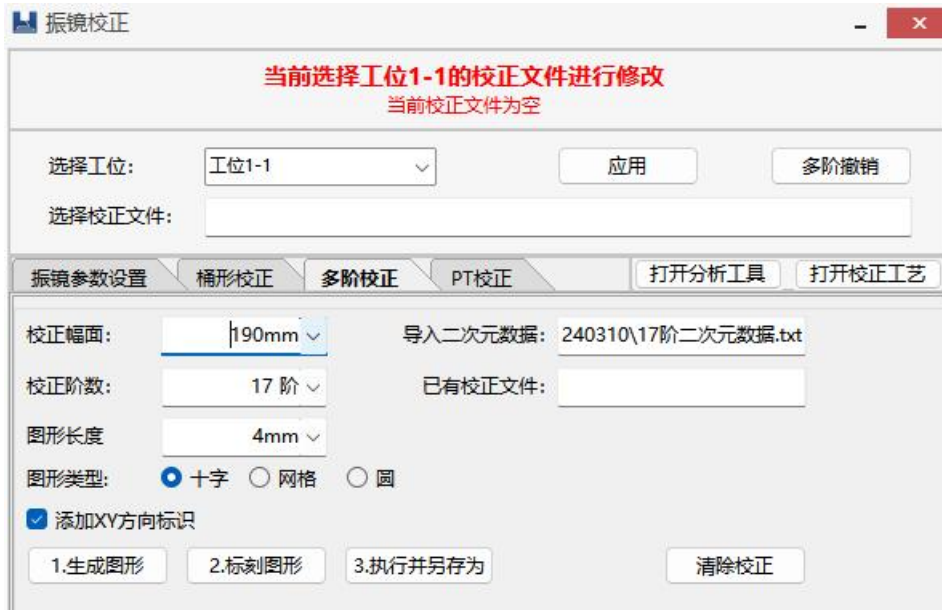 振镜校正
当前选择工位1-1的校正文件进行修改
当前校正文件为空
选择工位: 工位1-1 应用 多阶撤销
选择校正文件:
振镜参数设置 桶形校正 多阶校正 PT校正 打开分析工具 打开校正工艺
校正幅面: 190mm 导入二次元数据: 240310\17阶二次元数据.txt
校正阶数: 17 阶 已有校正文件:
图形长度 4mm
图形类型: 十字 网格 圆
添加XY方向标识
1.生成图形 2.标刻图形 3.执行并另存为 清除校正